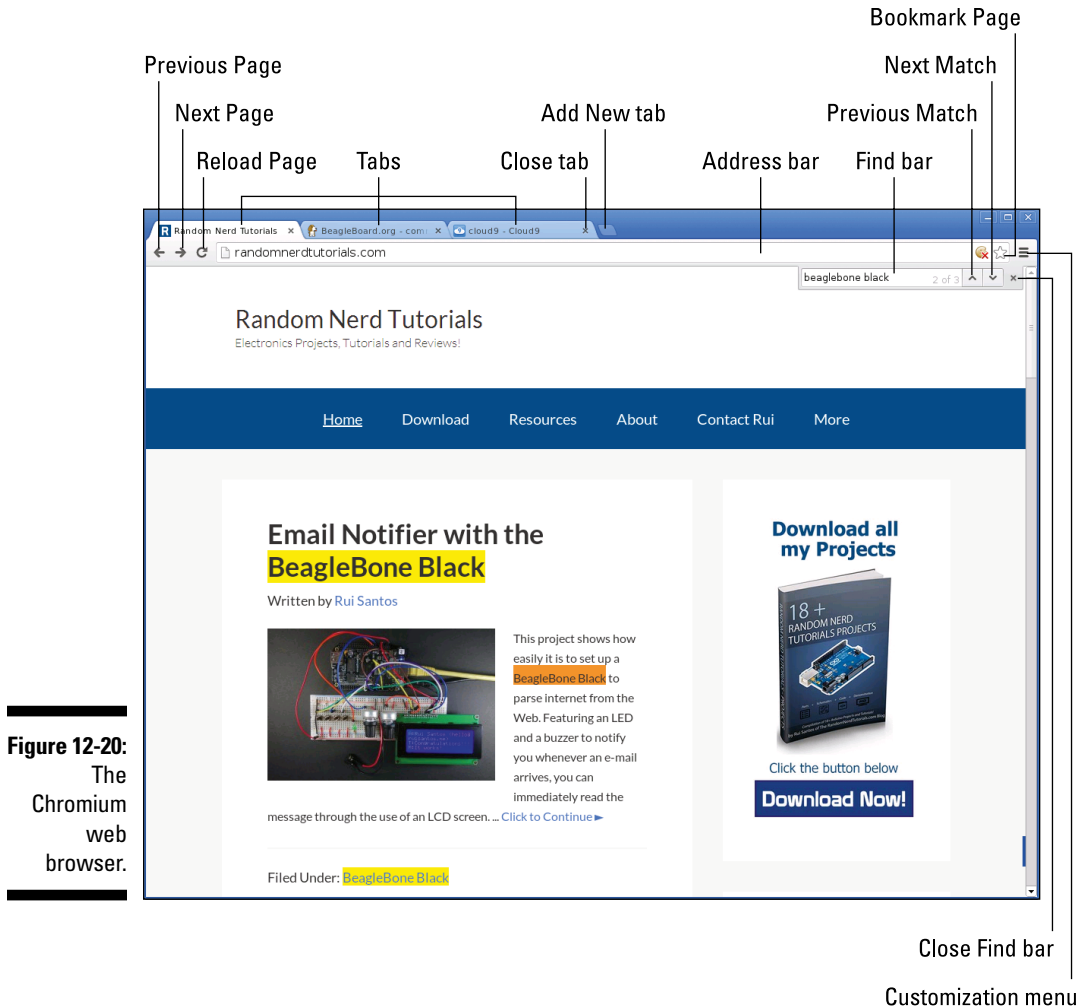 Bookmark Page
Previous Page
Next Match
Next Page
Add New tab
Previous Match
Reload Page
Tabs
Close tab
Address bar
Find bar
R Random Nerd Tutorials ×
BeagleBoard.org - com ×
cloud9 - Cloud9 ×
randomnerdtutorials.com
beaglebone black 2 of 3
Random Nerd Tutorials
Electronics Projects, Tutorials and Reviews!
Home Download Resources About Contact Rui More
Email Notifier with the
BeagleBone Black
Written by Rui Santos
This project shows how
easily it is to set up a
BeagleBone Black to
parse internet from the
Web. Featuring an LED
and a buzzer to notify
you whenever an e-mail
arrives, you can
immediately read the
message through the use of an LCD screen. ... Click to Continue ►
Filed Under: BeagleBone Black
Download all
my Projects
18 +
RANDOM NERD
TUTORIALS PROJECTS
Click the button below
Download Now!
Figure 12-20:
The
Chromium
web
browser.
Close Find bar
Customization menu